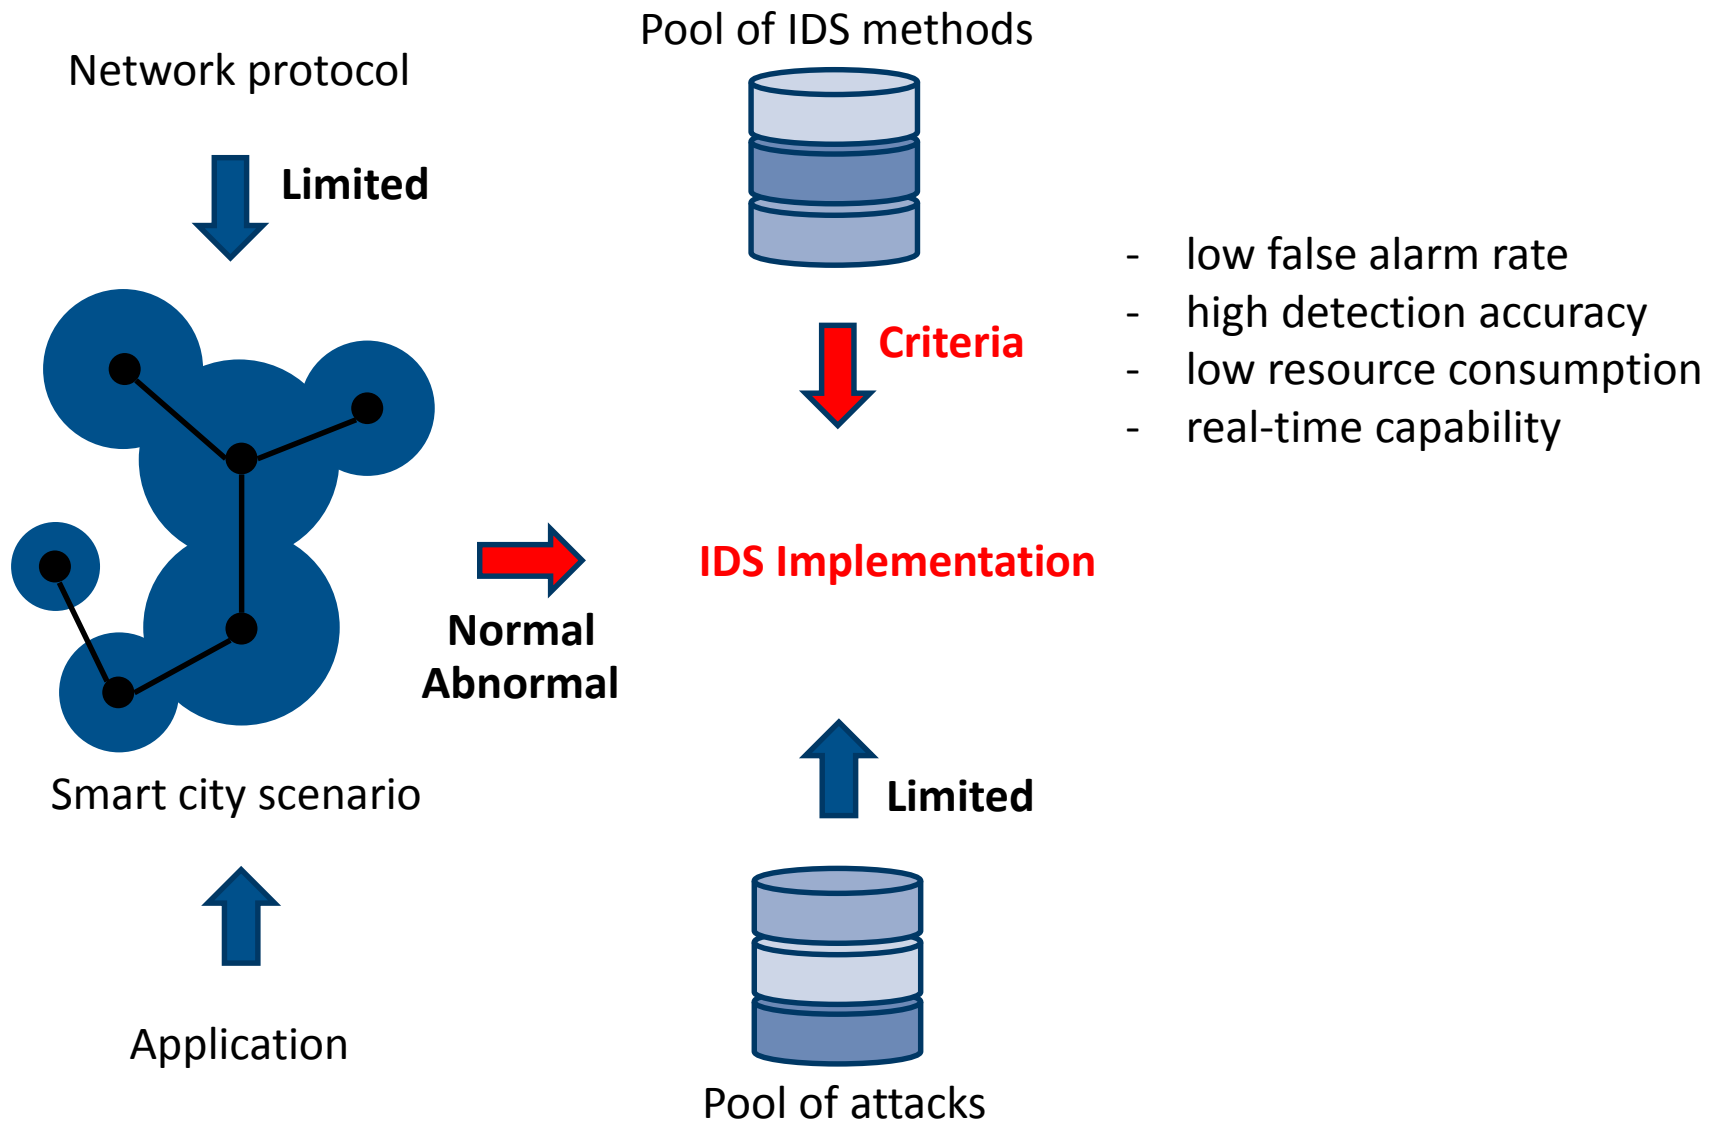 Pool of IDS methods
Network protocol
Limited
- low false alarm rate
- high detection accuracy
- low resource consumption
- real-time capability
Criteria
IDS Implementation
Normal
Abnormal
Smart city scenario
Limited
Application
Pool of attacks